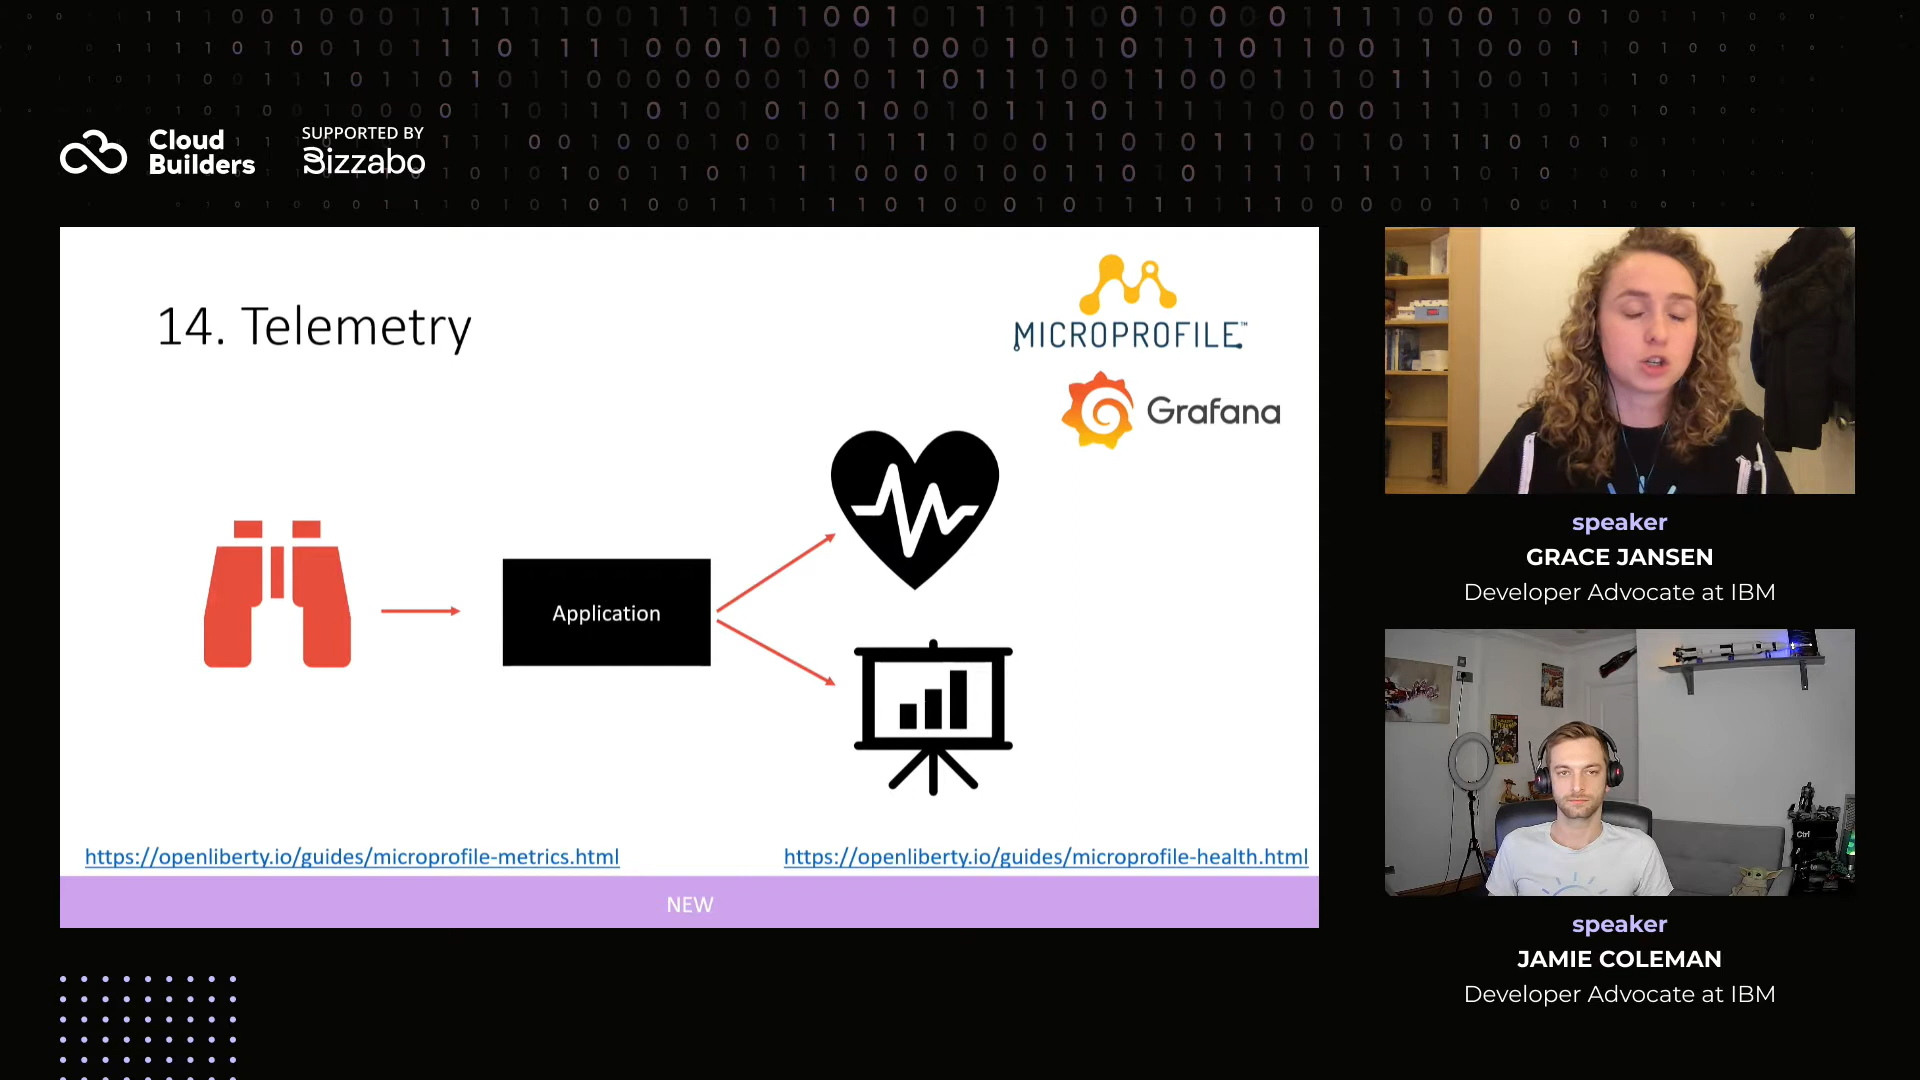 Cloud
Builders
SUPPORTED BY
Bizzabo
14. Telemetry
MICROPROFILE™
Grafana
Application
https://openliberty.io/guides/microprofile-metrics.html
https://openliberty.io/guides/microprofile-health.html
NEW
speaker
GRACE JANSEN
Developer Advocate at IBM
Ctrl
speaker
JAMIE COLEMAN
Developer Advocate at IBM